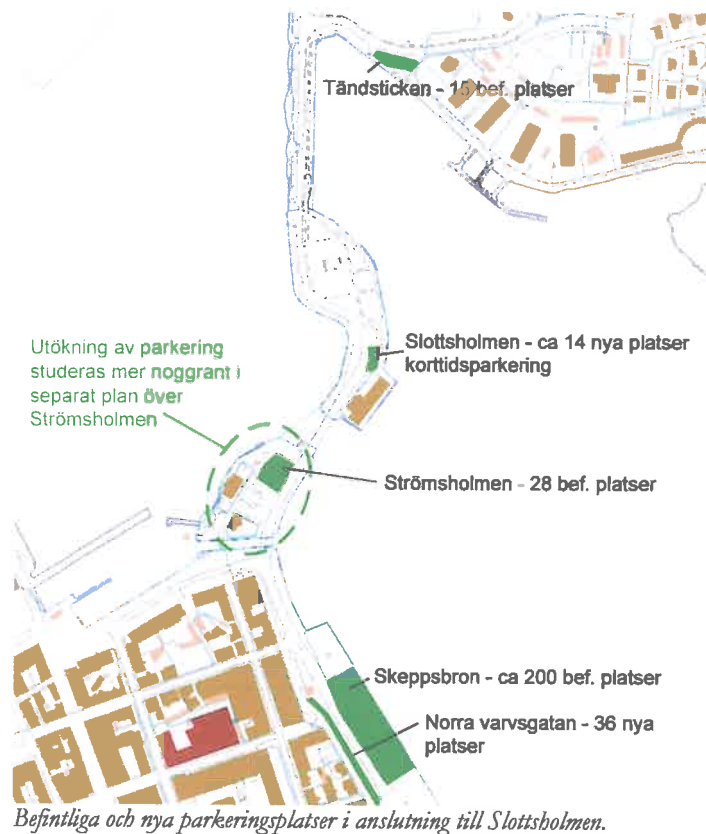 Tändstickan - 15 bef. platser
Slottsholmen - ca 14 nya platser
korttidsparkering
Utökning av parkering
studeras mer noggrant i
separat plan över
Strömsholmen
Strömsholmen - 28 bef. platser
Skeppsbron - ca 200 bef. platser
Norra varvsgatan - 36 nya
platser
Befintliga och nya parkeringsplatser i anslutning till Slottsholmen.